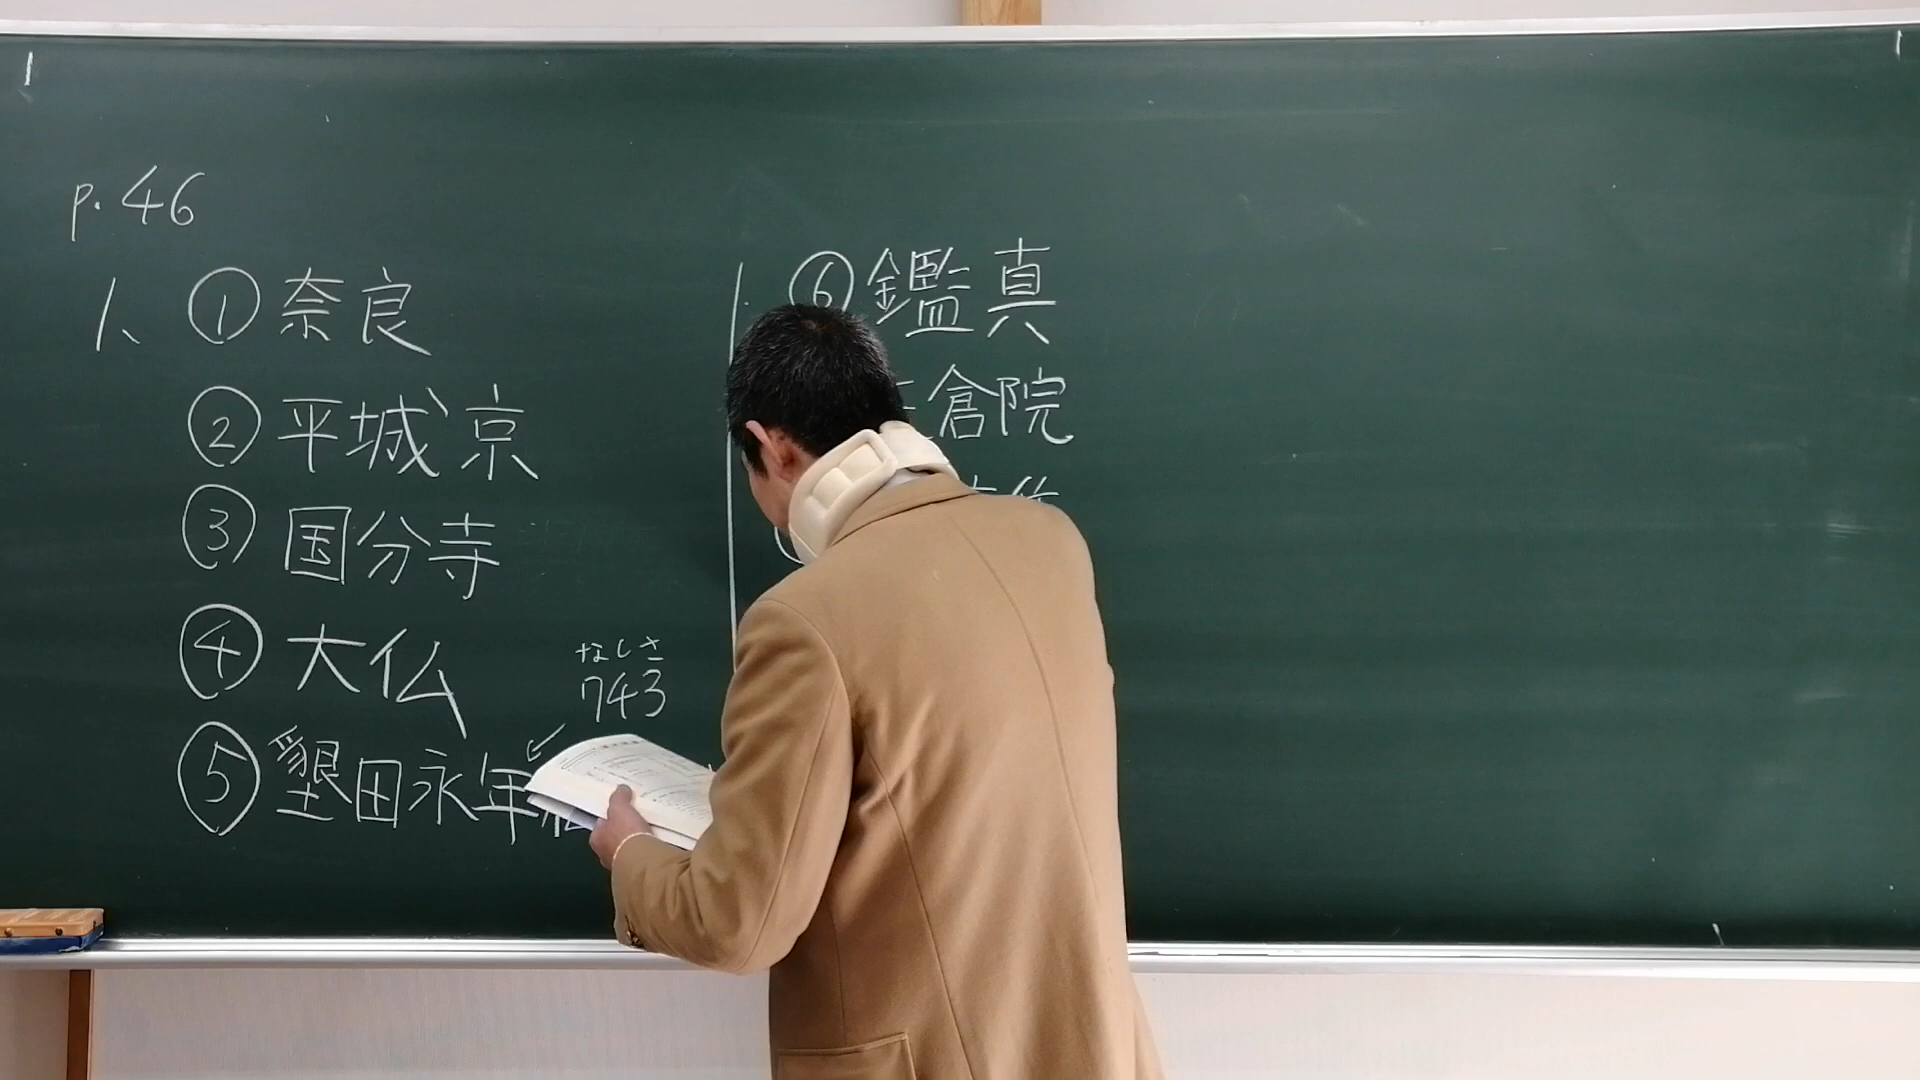 p.46
1、 ① 奈良
② 平城京
③ 国分寺
④ 大仏
なしさ
743
⑤ 墾田永年
⑥ 鑑真
倉院